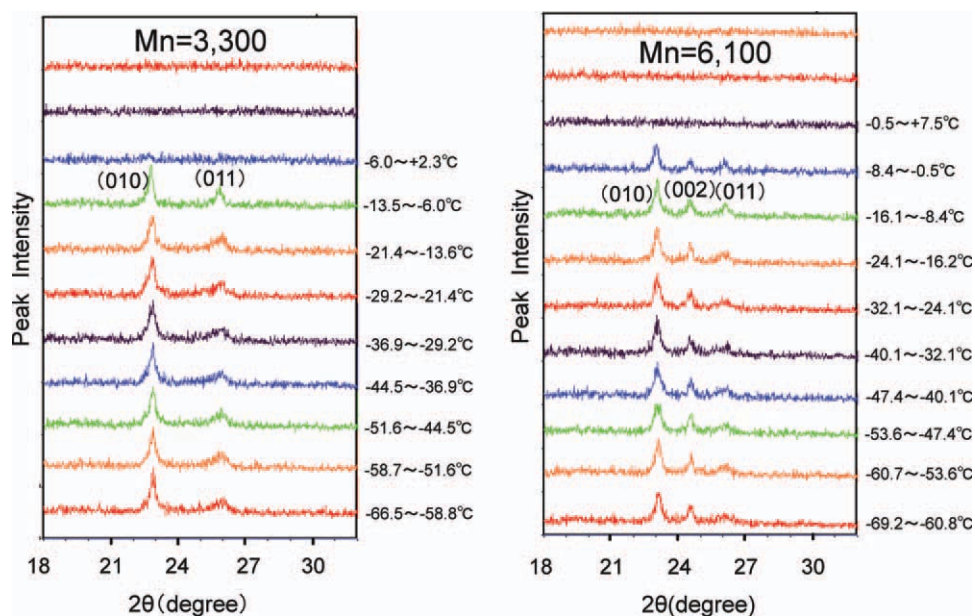 Mn=3,300
-6.0～+2.3℃
(010)
(011)
-13.5～-6.0℃
-21.4～-13.6℃
-29.2～-21.4℃
-36.9～-29.2℃
-44.5～-36.9℃
-51.6～-44.5℃
-58.7～-51.6℃
-66.5～-58.8℃
Peak Intensity
18 21 24 27 30
2θ(degree)
Mn=6,100
-0.5～+7.5℃
-8.4～-0.5℃
(010) (002) (011)
-16.1～-8.4℃
-24.1～-16.2℃
-32.1～-24.1℃
-40.1～-32.1℃
-47.4～-40.1℃
-53.6～-47.4℃
-60.7～-53.6℃
-69.2～-60.8℃
Peak Intensity
18 21 24 27 30
2θ(degree)